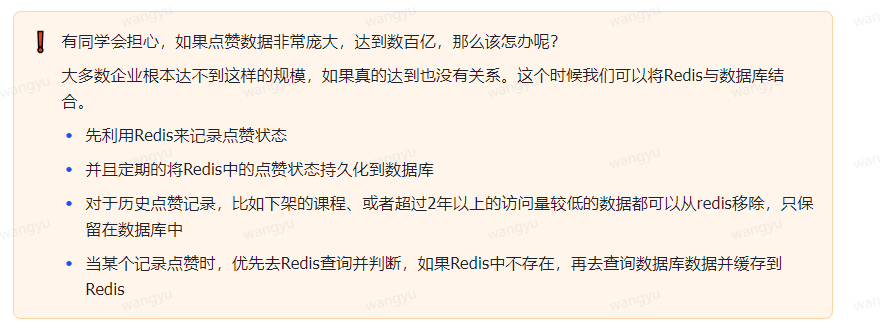 有同学会担心，如果点赞数据非常庞大，达到数百亿，那么该怎办呢？
大多数企业根本达不到这样的规模，如果真的达到也没有关系。这个时候我们可以将Redis与数据库结
合。
• 先利用Redis来记录点赞状态
• 并且定期的将Redis中的点赞状态持久化到数据库
• 对于历史点赞记录，比如下架的课程、或者超过2年以上的访问量较低的数据都可以从redis移除，只保
留在数据库中
• 当某个记录点赞时，优先去Redis查询并判断，如果Redis中不存在，再去查询数据库数据并缓存到
Redis
wangyu